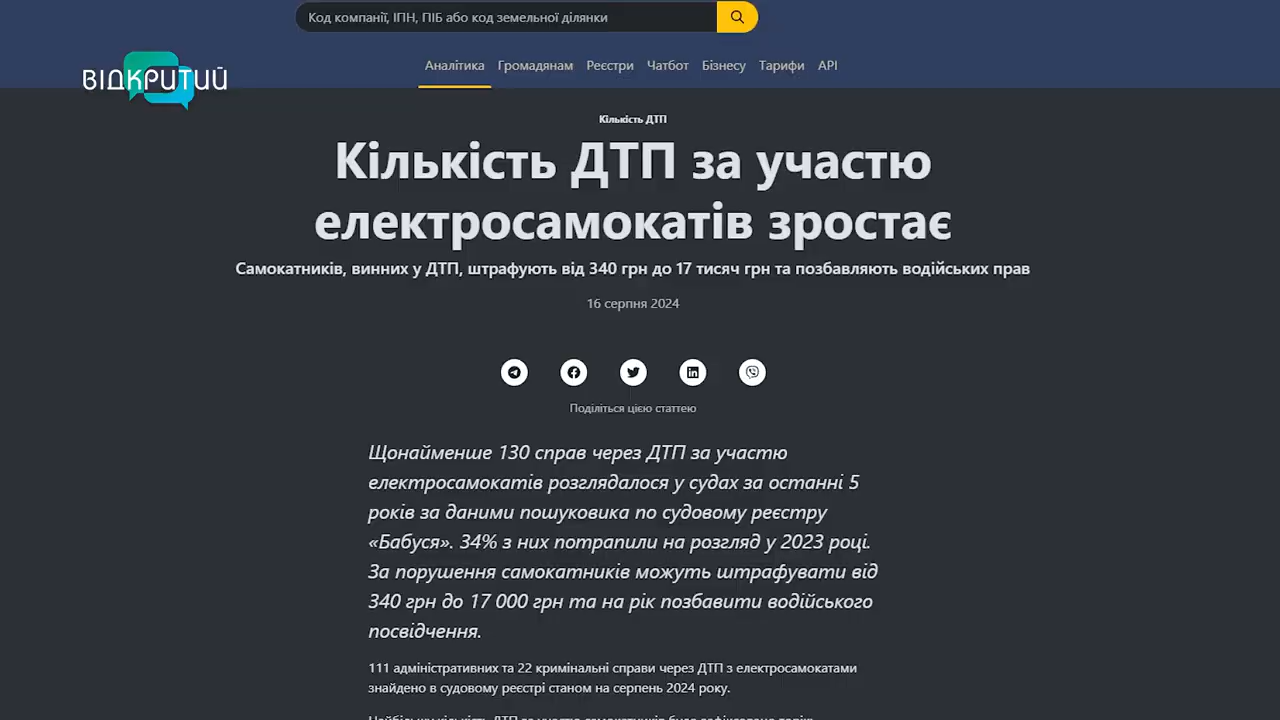 Код компанії, ІПН, ПІБ або код земельної ділянки
ВІДКРИТИЙ
Аналітика Громадянам Реєстри Чатбот Бізнесу Тарифи API
Кількість ДТП
Кількість ДТП за участю
електросамокатів зростає
Самокатників, винних у ДТП, штрафують від 340 грн до 17 тисяч грн та позбавляють водійських прав
16 серпня 2024
Поділіться цією статтею
Щонайменше 130 справ через ДТП за участю
електросамокатів розглядалося у судах за останні 5
років за даними пошуковика по судовому реєстру
«Бабуся». 34% з них потрапили на розгляд у 2023 році.
За порушення самокатників можуть штрафувати від
340 грн до 17 000 грн та на рік позбавити водійського
посвідчення.
111 адміністративних та 22 кримінальні справи через ДТП з електросамокатами
знайдено в судовому реєстрі станом на серпень 2024 року.